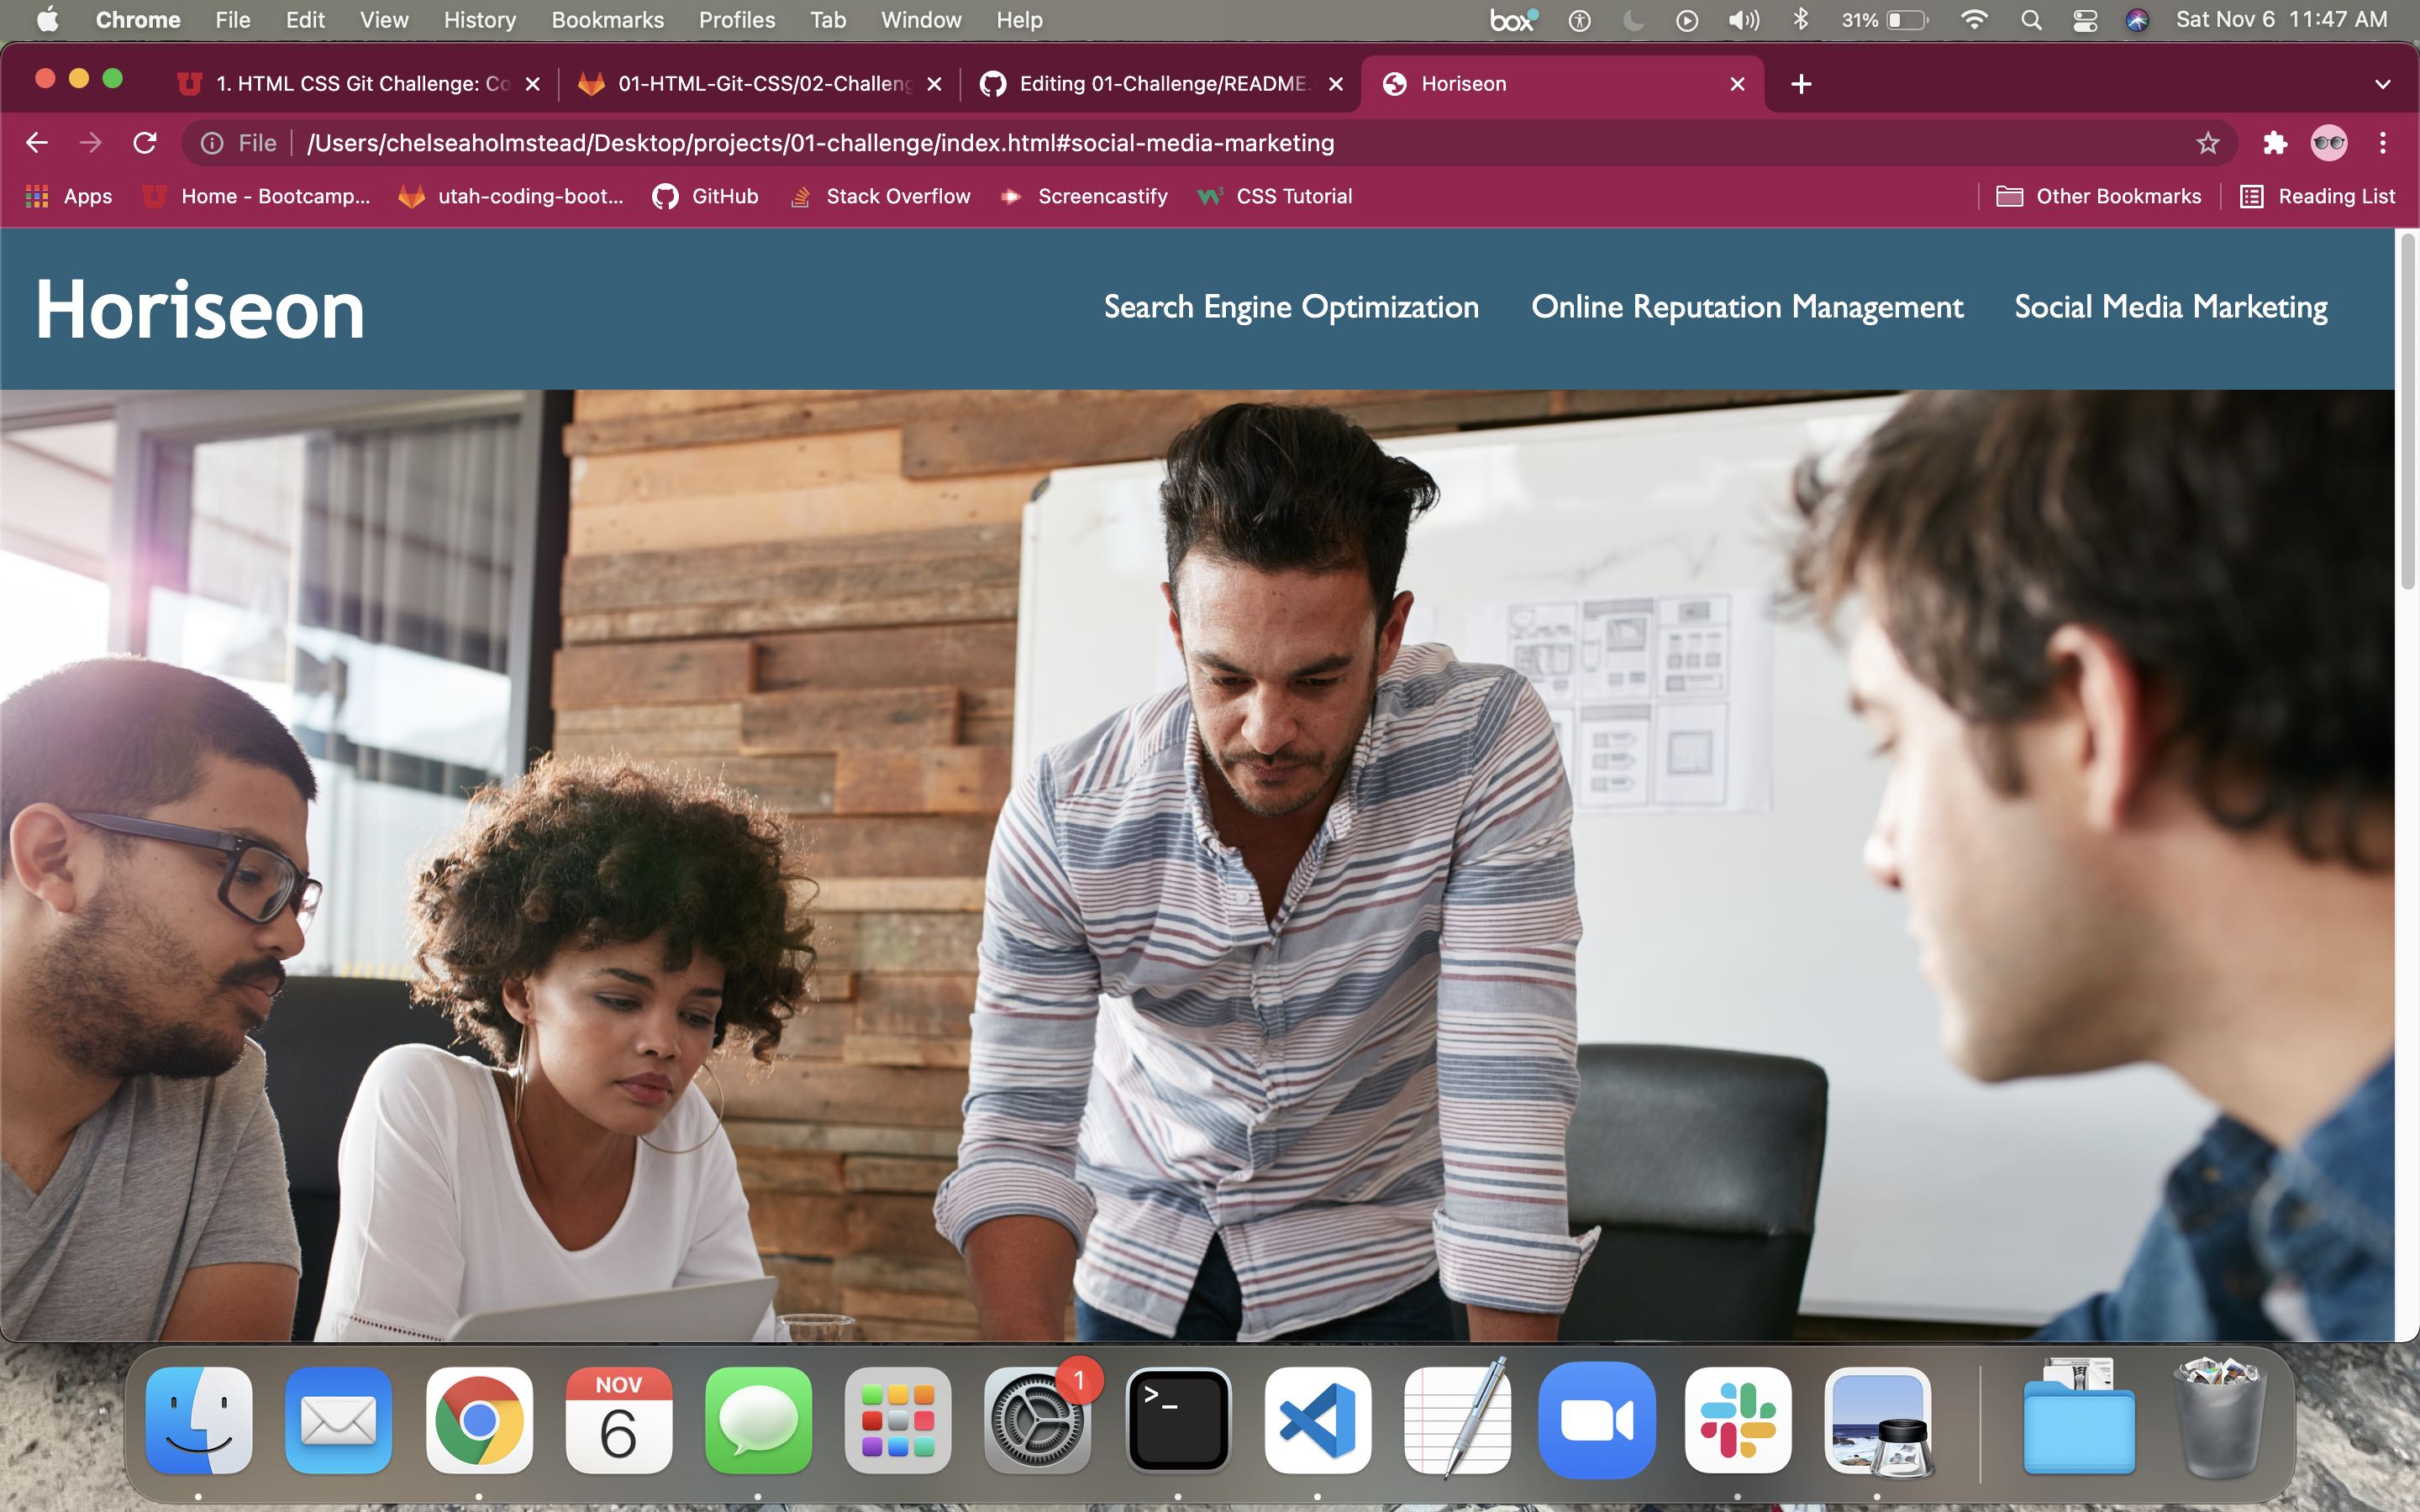 Chrome File Edit View History Bookmarks Profiles Tab Window Help box 31% Sat Nov 6 11:47 AM
1. HTML CSS Git Challenge: Co 01-HTML-Git-CSS/02-Challeng Editing 01-Challenge/README. Horiseon
File /Users/chelseaholmstead/Desktop/projects/01-challenge/index.html#social-media-marketing
Apps Home - Bootcamp... utah-coding-boot... GitHub Stack Overflow Screencastify CSS Tutorial Other Bookmarks Reading List
Horiseon Search Engine Optimization Online Reputation Management Social Media Marketing
NOV
6
1
>_